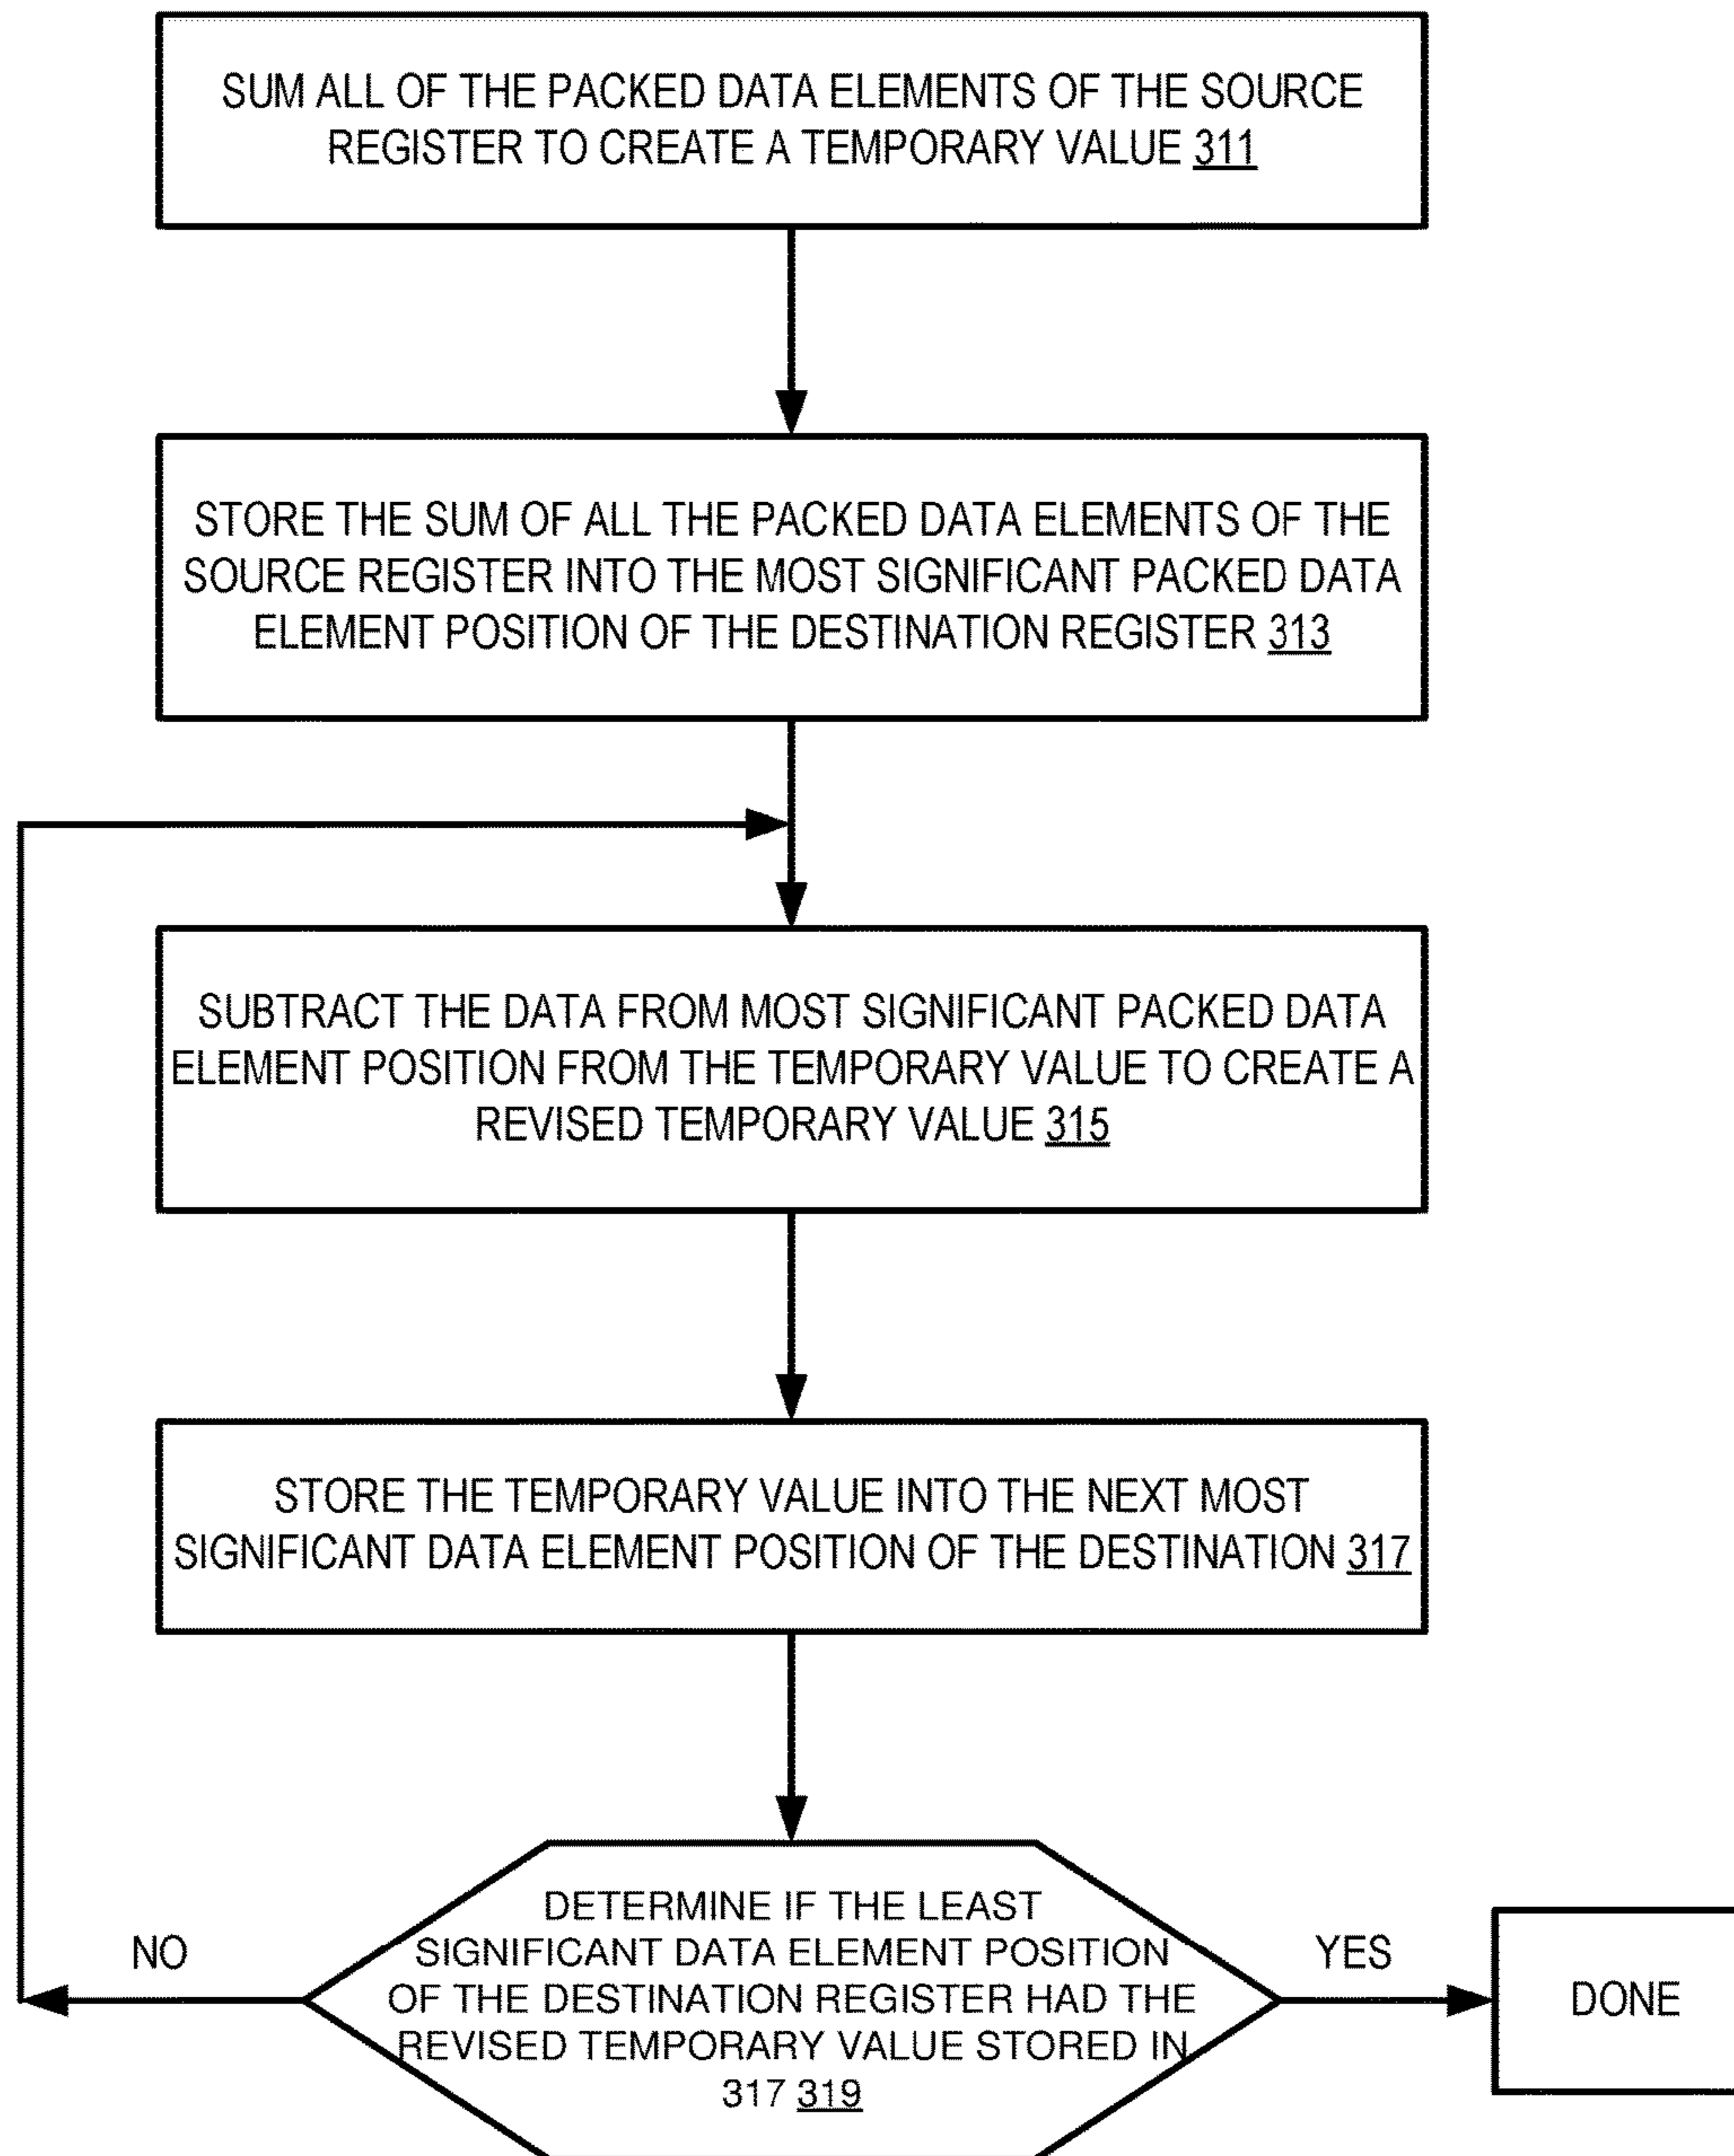 SUM ALL OF THE PACKED DATA ELEMENTS OF THE SOURCE
REGISTER TO CREATE A TEMPORARY VALUE 311
STORE THE SUM OF ALL THE PACKED DATA ELEMENTS OF THE
SOURCE REGISTER INTO THE MOST SIGNIFICANT PACKED DATA
ELEMENT POSITION OF THE DESTINATION REGISTER 313
SUBTRACT THE DATA FROM MOST SIGNIFICANT PACKED DATA
ELEMENT POSITION FROM THE TEMPORARY VALUE TO CREATE A
REVISED TEMPORARY VALUE 315
STORE THE TEMPORARY VALUE INTO THE NEXT MOST
SIGNIFICANT DATA ELEMENT POSITION OF THE DESTINATION 317
DETERMINE IF THE LEAST
SIGNIFICANT DATA ELEMENT POSITION
OF THE DESTINATION REGISTER HAD THE
REVISED TEMPORARY VALUE STORED IN
317 319
NO
YES
DONE